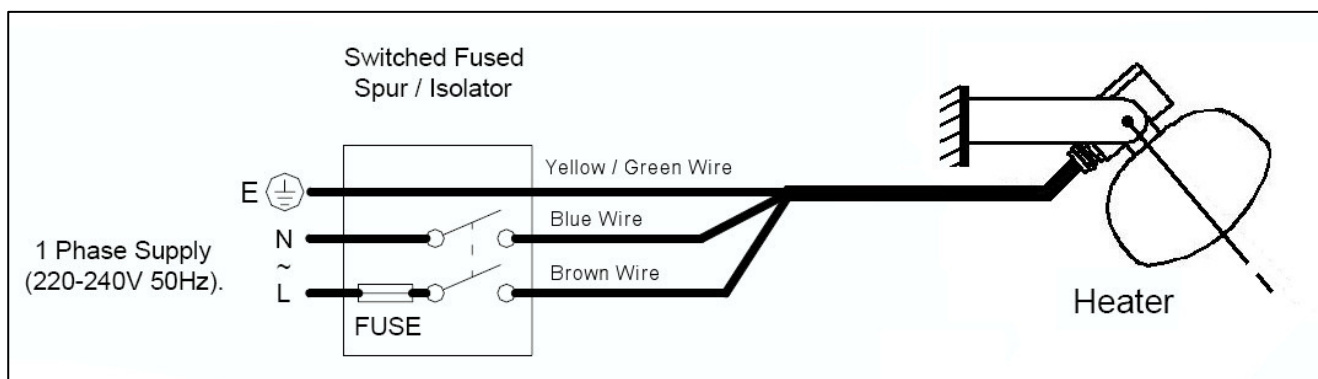 Switched Fused
Spur / Isolator
Yellow / Green Wire
E
Blue Wire
N
1 Phase Supply
(220-240V 50Hz).
~
Brown Wire
L
FUSE
Heater